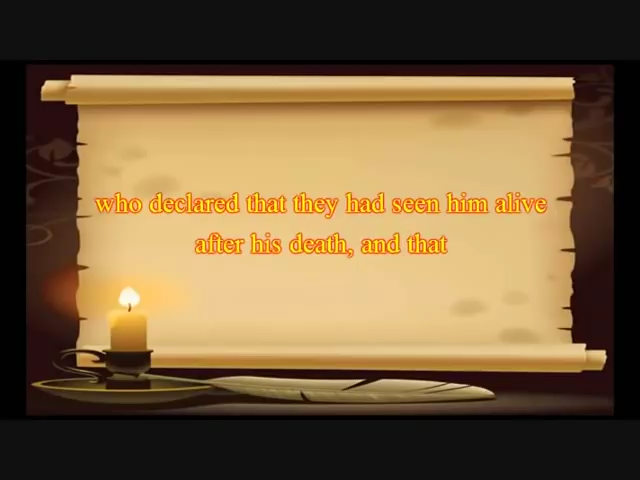 who declared that they had seen him alive
after his death, and that